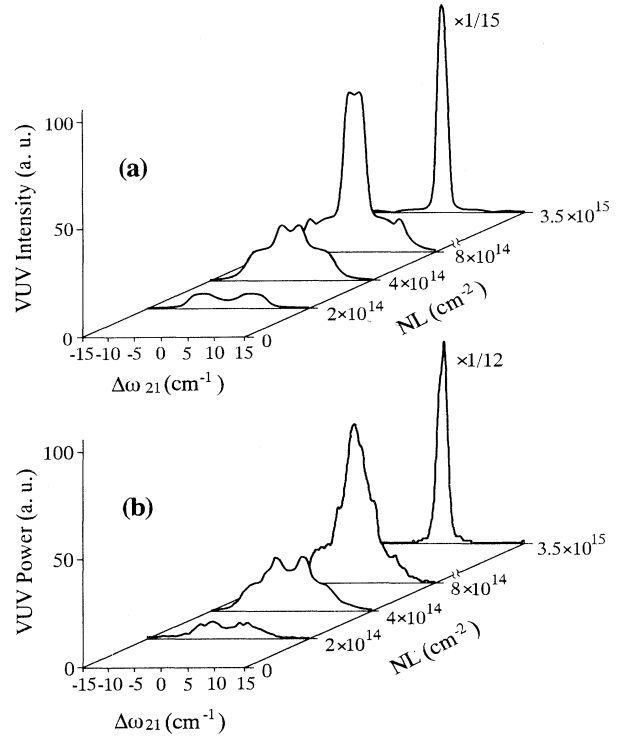 ×1/15
100
(a)
VUV Intensity (a. u.)
50
3.5×10¹⁵
8×10¹⁴
4×10¹⁴
2×10¹⁴
NL (cm⁻²)
0
0
-15 -10 -5 0 5 10 15
Δω 21 (cm⁻¹)
×1/12
100
(b)
VUV Power (a. u.)
50
3.5×10¹⁵
8×10¹⁴
4×10¹⁴
2×10¹⁴
NL (cm⁻²)
0
0
-15 -10 -5 0 5 10 15
Δω21 (cm⁻¹)